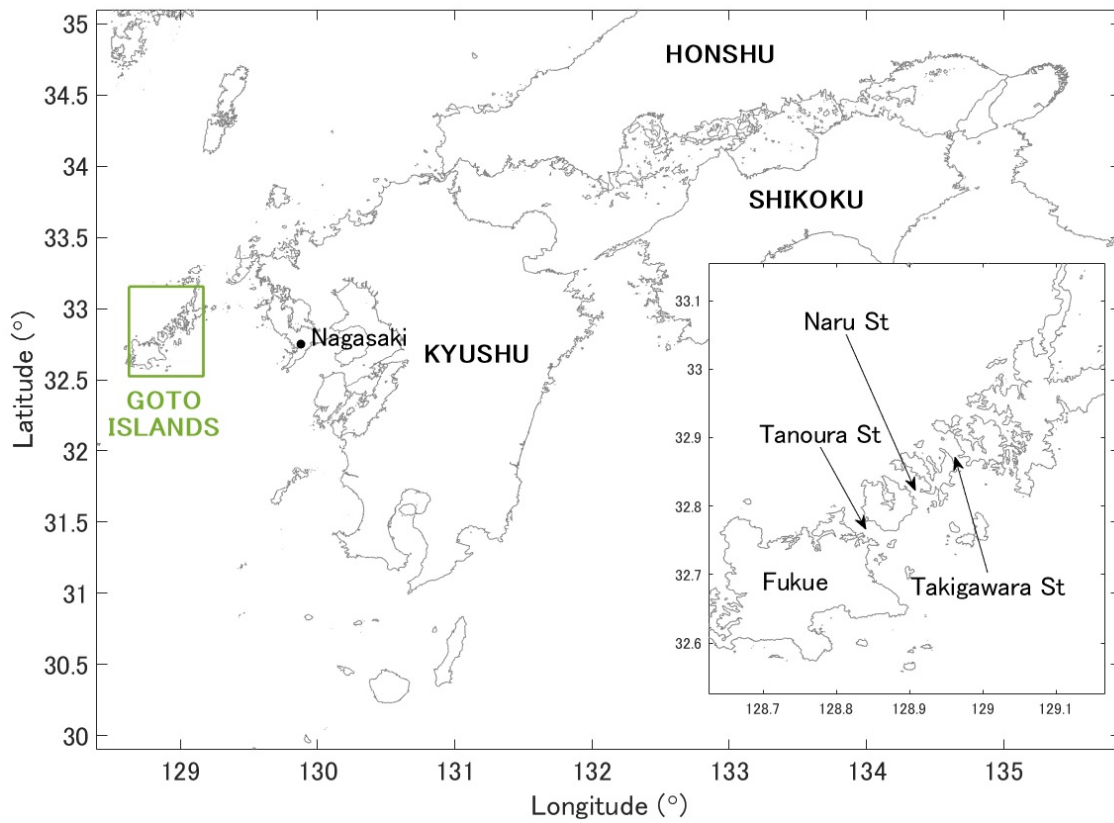 35
34.5
34
33.5
33
32.5
32
31.5
31
30.5
30
Latitude (°)
129
130
131
132
133
134
135
Longitude (°)
HONSHU
SHIKOKU
KYUSHU
Nagasaki
GOTO
ISLANDS
33.1
33
32.9
32.8
32.7
32.6
128.7
128.8
128.9
129
129.1
Naru St
Tanoura St
Fukue
Takigawara St